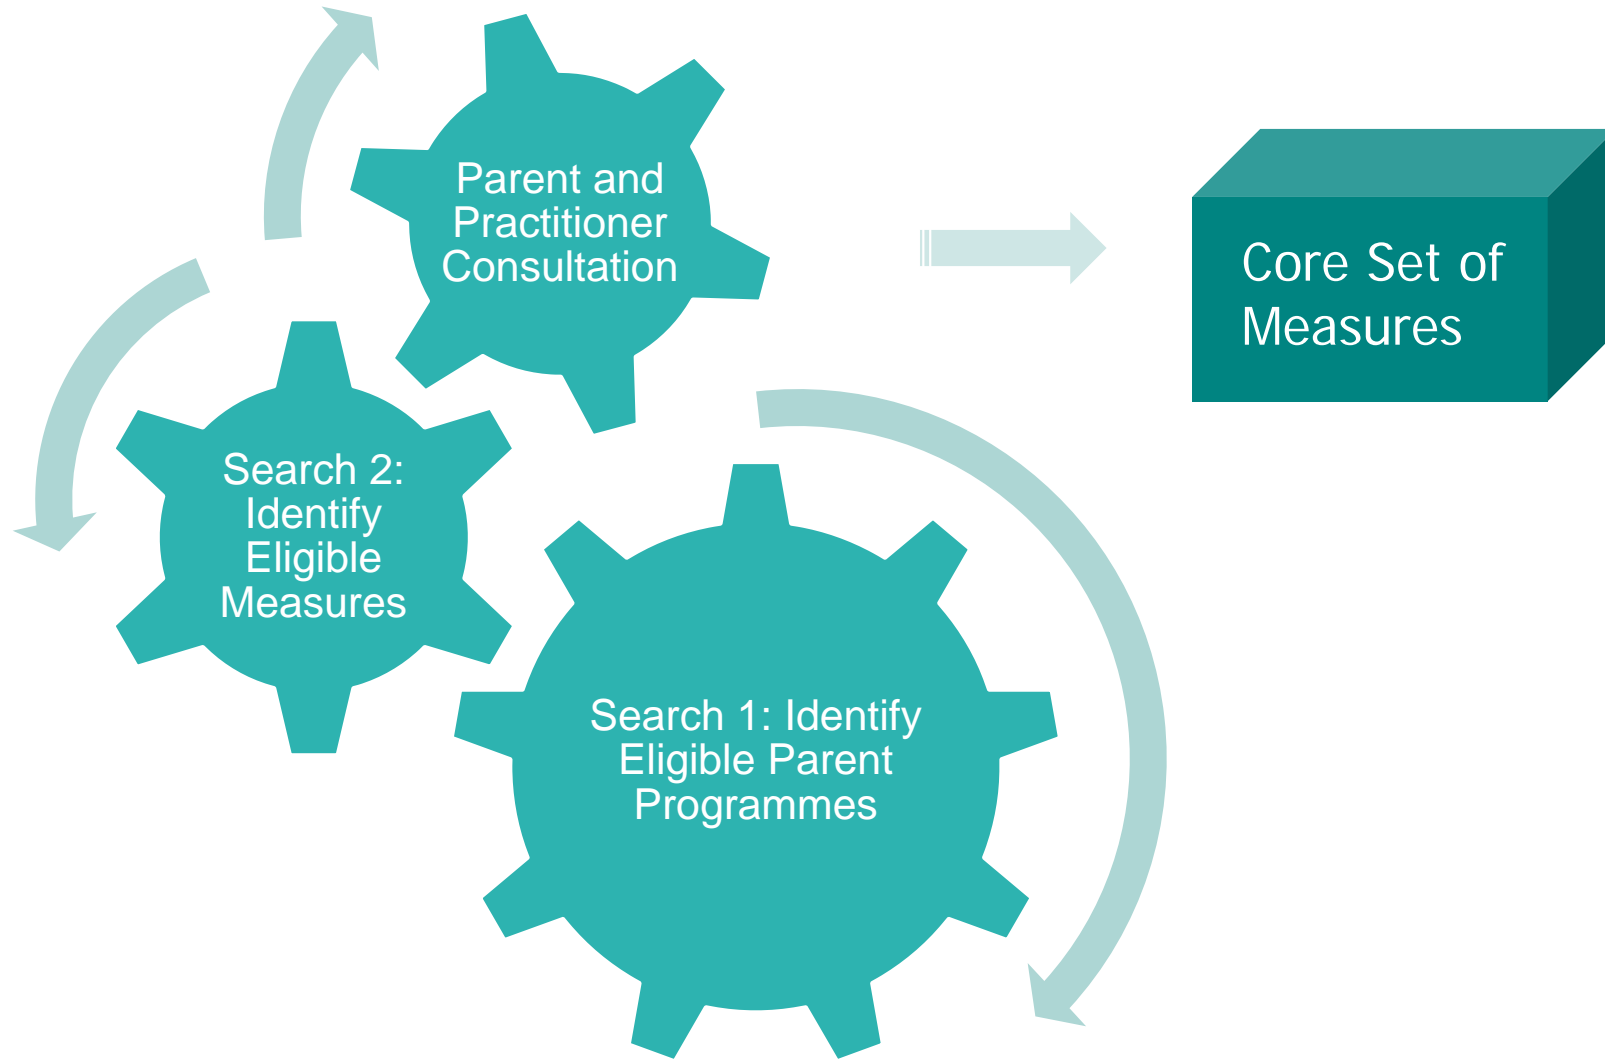 Parent and
Practitioner
Consultation
Core Set of
Measures
Search 2:
Identify
Eligible
Measures
Search 1: Identify
Eligible Parent
Programmes